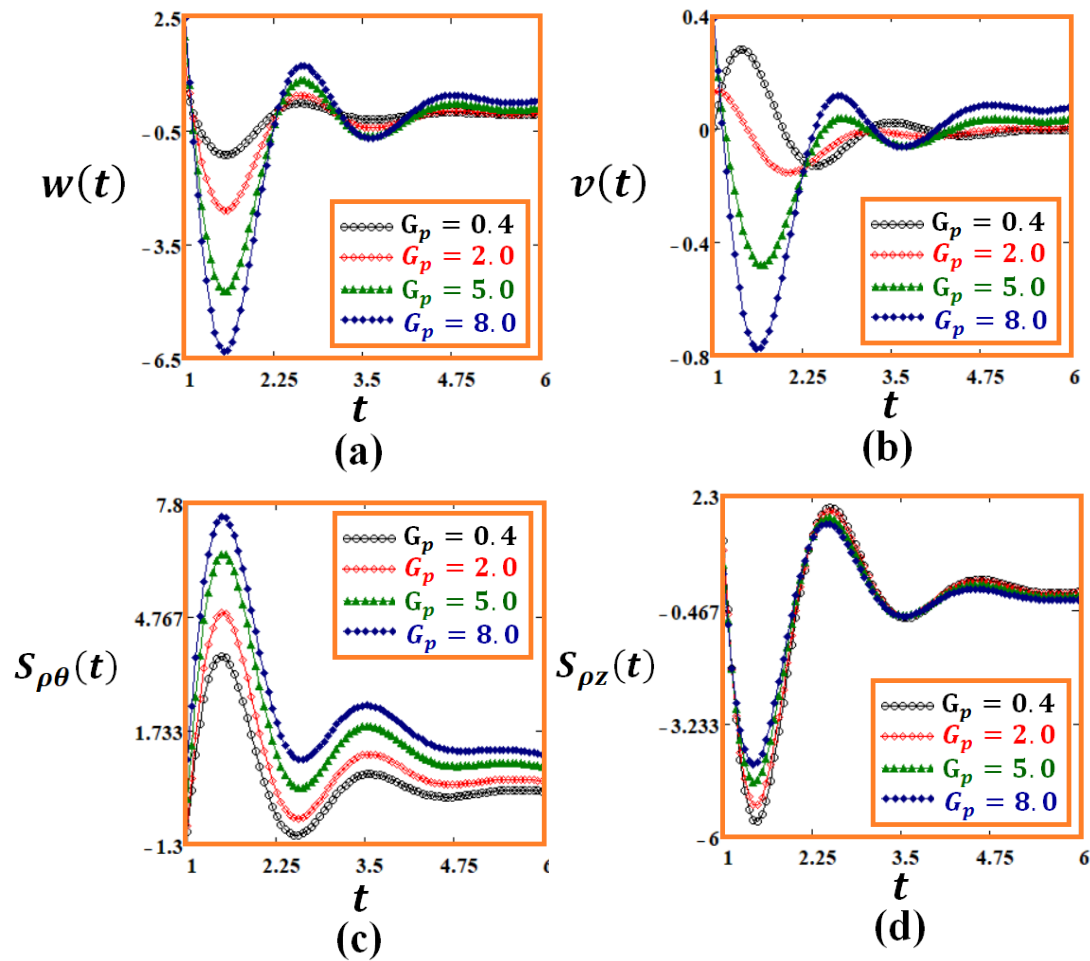 2.5
-0.5
w(t)
-3.5
-6.5
G_p = 0.4
G_p = 2.0
G_p = 5.0
G_p = 8.0
1 2.25 3.5 4.75 6
t
(a)
0.4
0
v(t)
-0.4
-0.8
G_p = 0.4
G_p = 2.0
G_p = 5.0
G_p = 8.0
1 2.25 3.5 4.75 6
t
(b)
7.8
4.767
S_ρθ(t)
1.733
-1.3
G_p = 0.4
G_p = 2.0
G_p = 5.0
G_p = 8.0
1 2.25 3.5 4.75 6
t
(c)
2.3
-0.467
S_ρz(t)
-3.233
-6
G_p = 0.4
G_p = 2.0
G_p = 5.0
G_p = 8.0
1 2.25 3.5 4.75 6
t
(d)